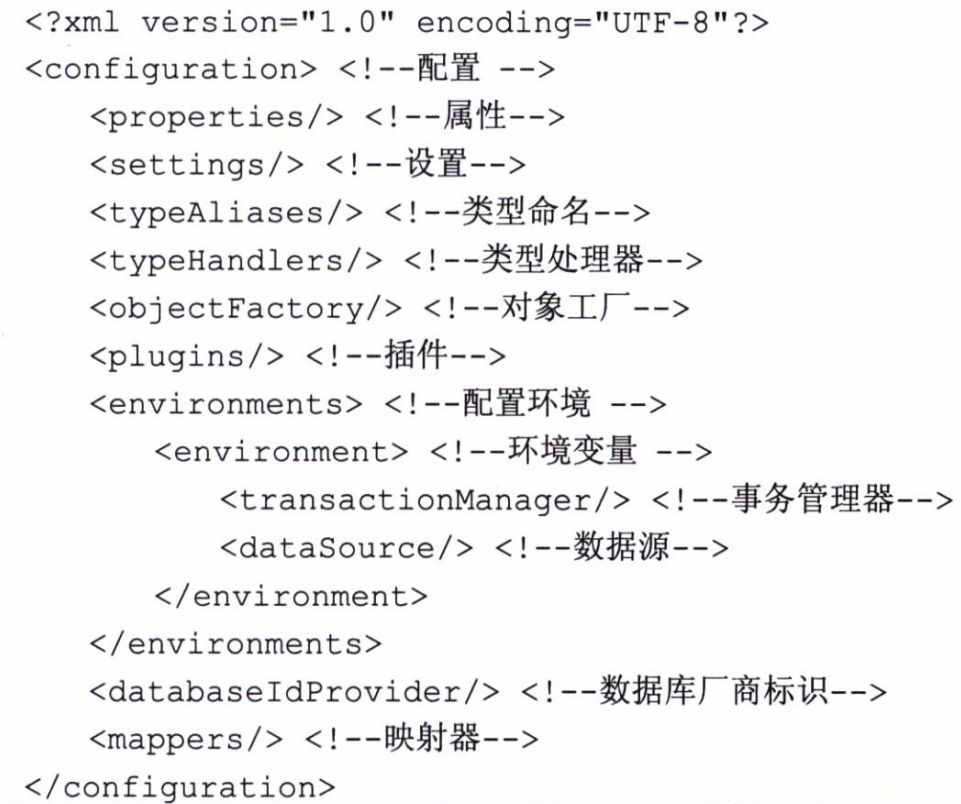 <?xml version="1.0" encoding="UTF-8"?>
<configuration> <!--配置 -->
<properties/> <!--属性-->
<settings/> <!--设置-->
<typeAliases/> <!--类型命名-->
<typeHandlers/> <!--类型处理器-->
<objectFactory/> <!--对象工厂-->
<plugins/> <!--插件-->
<environments> <!--配置环境 -->
<environment> <!--环境变量 -->
<transactionManager/> <!--事务管理器-->
<dataSource/> <!--数据源-->
</environment>
</environments>
<databaseIdProvider/> <!--数据库厂商标识-->
<mappers/> <!--映射器-->
</configuration>